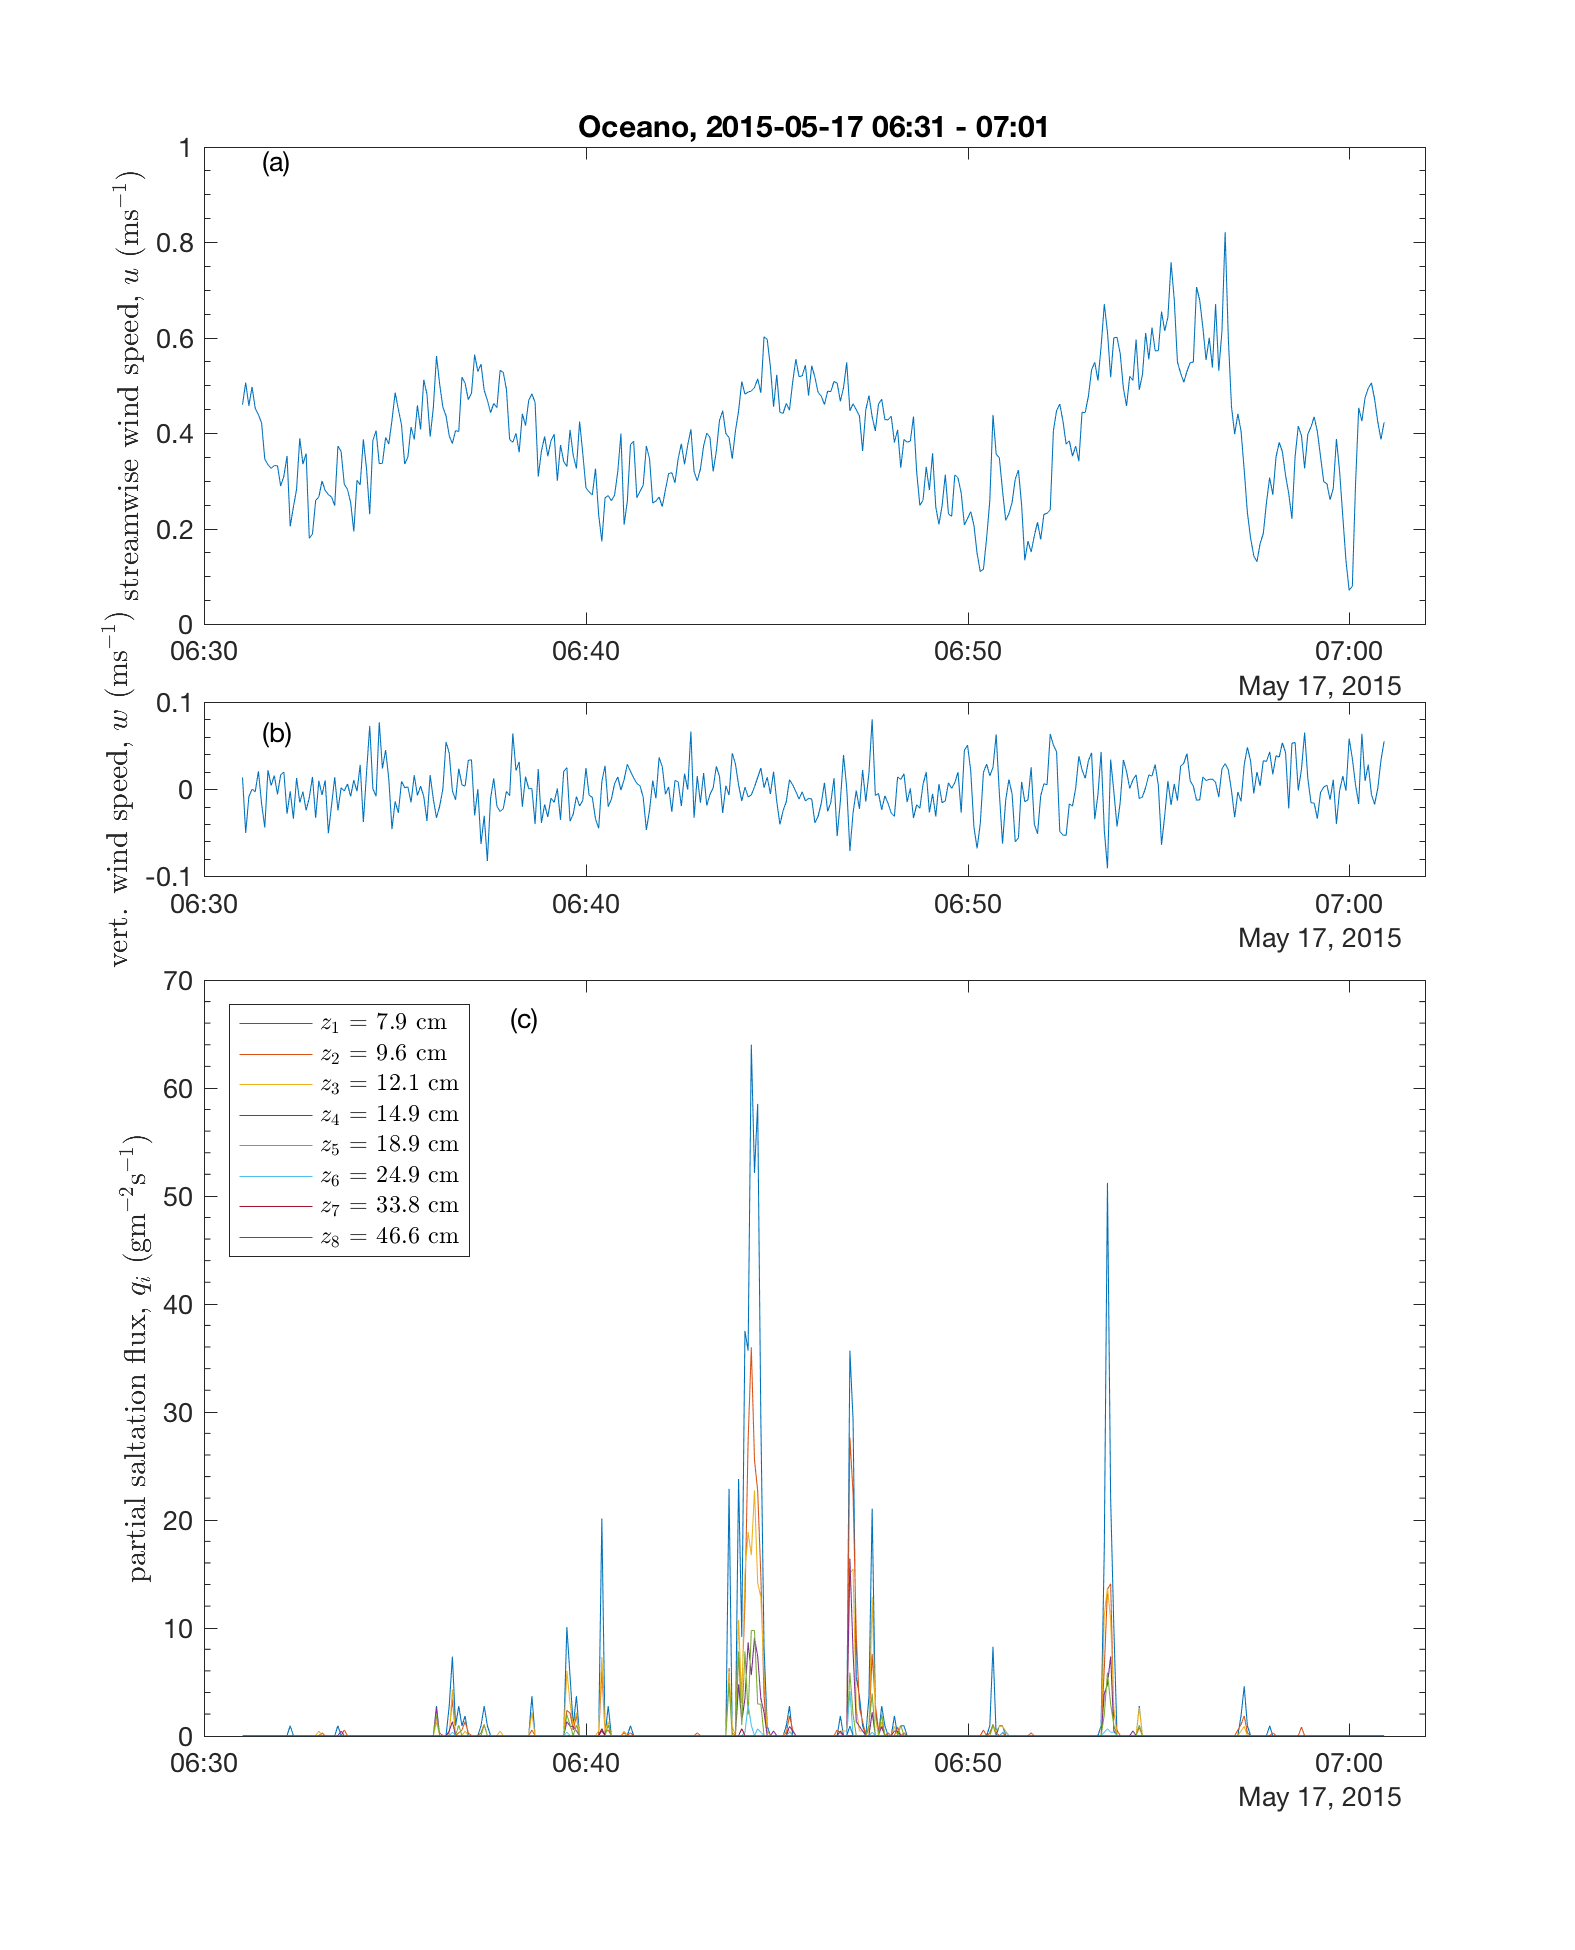 Oceano, 2015-05-17 06:31 - 07:01
(a)
streamwise wind speed, u (ms⁻¹)
1
0.8
0.6
0.4
0.2
0
06:30 06:40 06:50 07:00
May 17, 2015
(b)
vert. wind speed, w (ms⁻¹)
0.1
0
-0.1
06:30 06:40 06:50 07:00
May 17, 2015
(c)
partial saltation flux, qᵢ (gm⁻²s⁻¹)
70
60
50
40
30
20
10
0
z₁ = 7.9 cm
z₂ = 9.6 cm
z₃ = 12.1 cm
z₄ = 14.9 cm
z₅ = 18.9 cm
z₆ = 24.9 cm
z₇ = 33.8 cm
z₈ = 46.6 cm
06:30 06:40 06:50 07:00
May 17, 2015